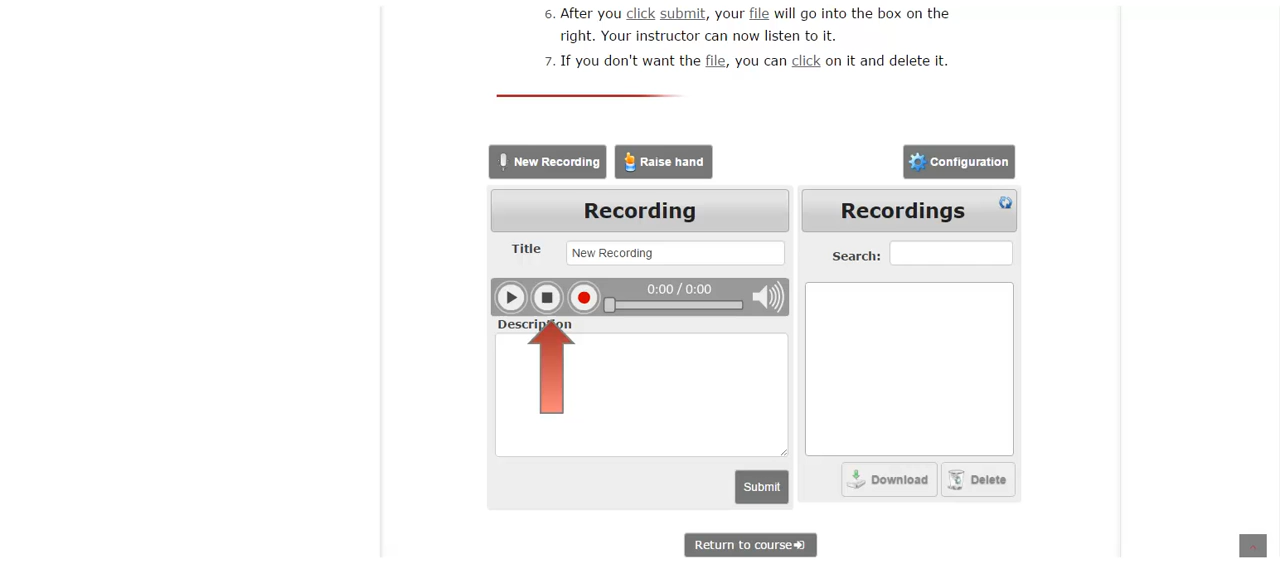 6. After you click submit, your file will go into the box on the
right. Your instructor can now listen to it.
7. If you don't want the file, you can click on it and delete it.
New Recording Raise hand Configuration
Recording Recordings
Title New Recording Search:
0:00 / 0:00
Description
Submit Download Delete
Return to course